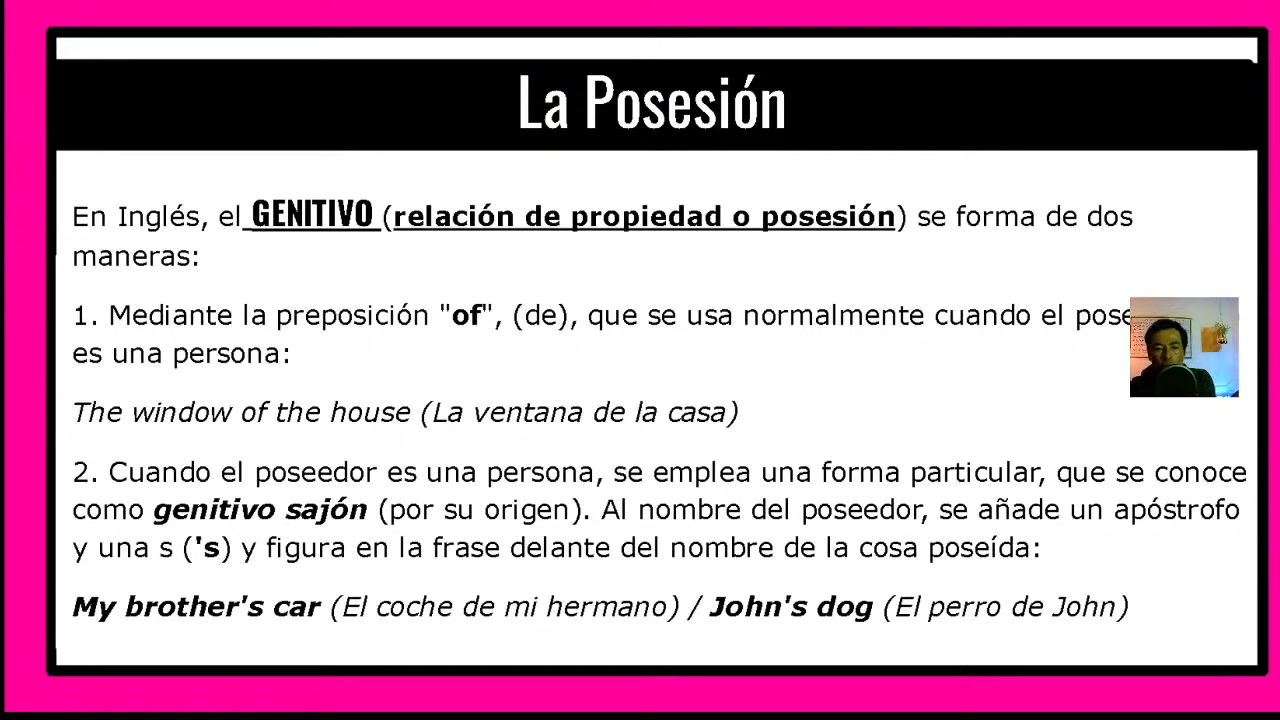 La Posesión
En Inglés, el GENITIVO (relación de propiedad o posesión) se forma de dos
maneras:
1. Mediante la preposición "of", (de), que se usa normalmente cuando el
es una persona:
The window of the house (La ventana de la casa)
2. Cuando el poseedor es una persona, se emplea una forma particular, que se conoce
como genitivo sajón (por su origen). Al nombre del poseedor, se añade un apóstrofo
y una s ('s) y figura en la frase delante del nombre de la cosa poseída:
My brother's car (El coche de mi hermano) / John's dog (El perro de John)